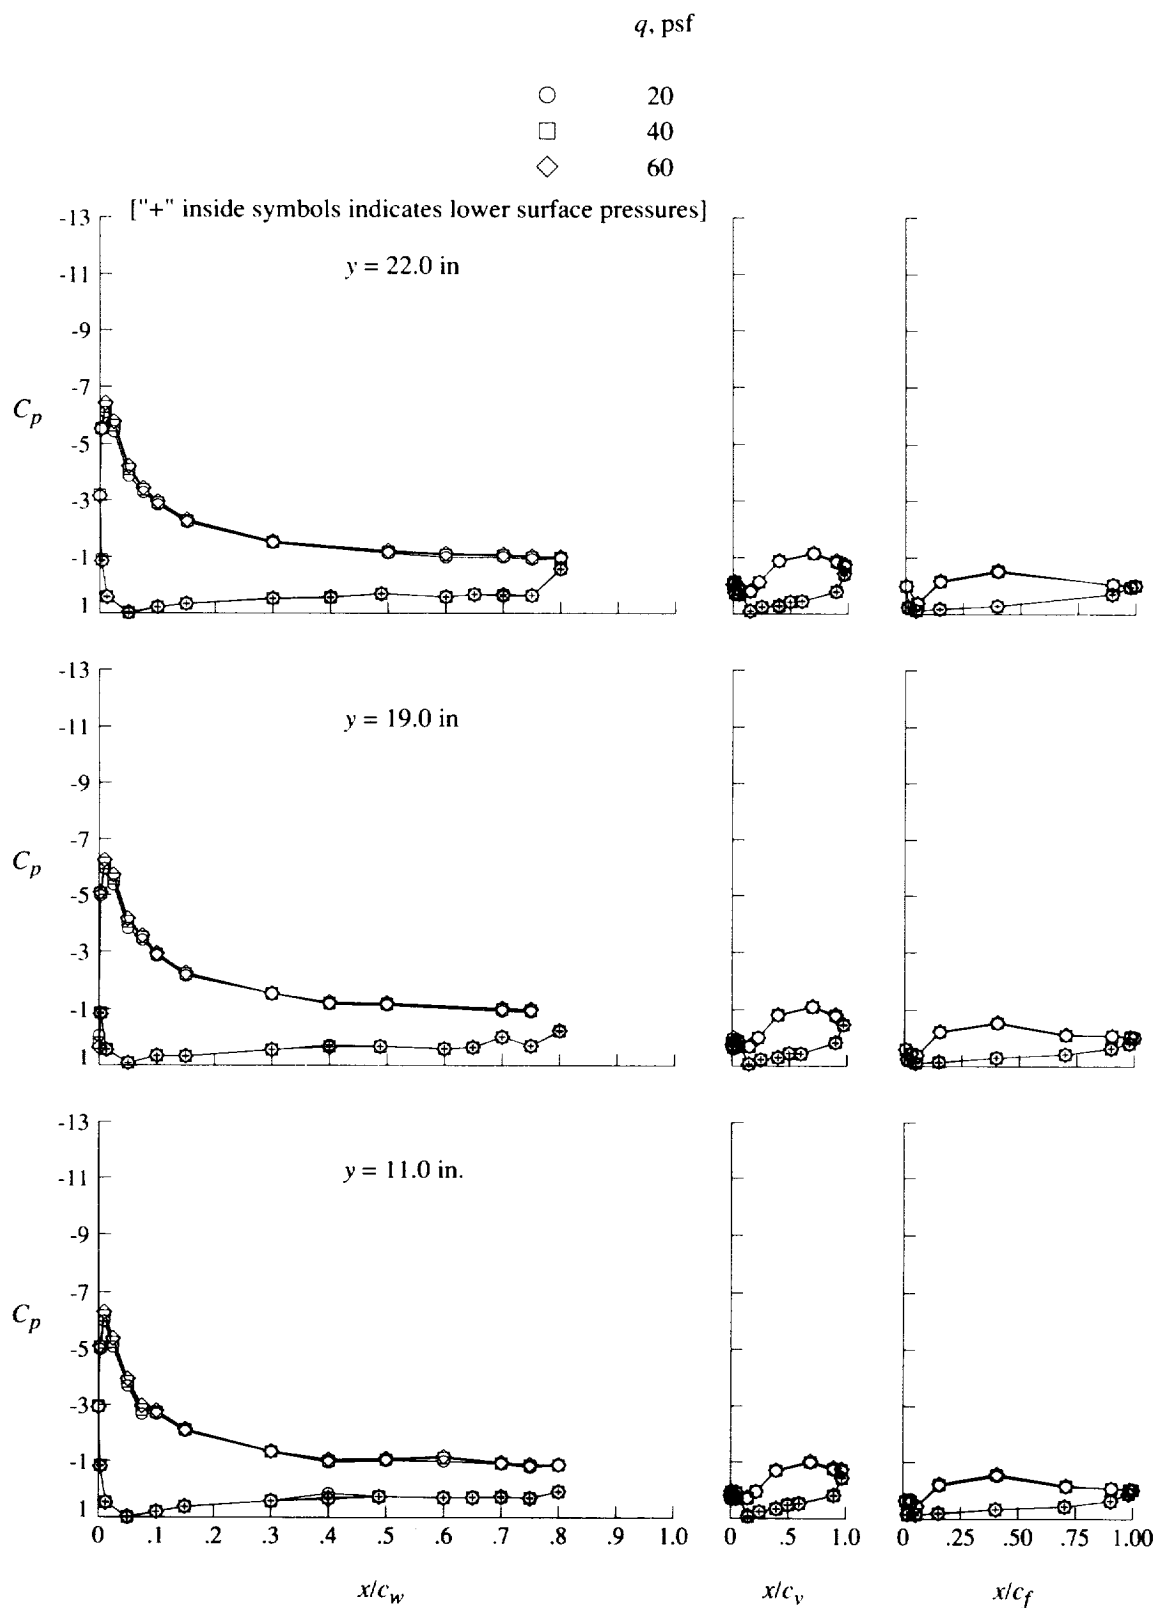 q, psf
20
40
60
["+" inside symbols indicates lower surface pressures]
y = 22.0 in
-13
-11
-9
-7
-5
-3
-1
1
C_p
y = 19.0 in
-13
-11
-9
-7
-5
-3
-1
1
C_p
y = 11.0 in.
-13
-11
-9
-7
-5
-3
-1
1
C_p
0 .1 .2 .3 .4 .5 .6 .7 .8 .9 1.0
0 .5 1.0
0 .25 .50 .75 1.00
x/c_w
x/c_v
x/c_f